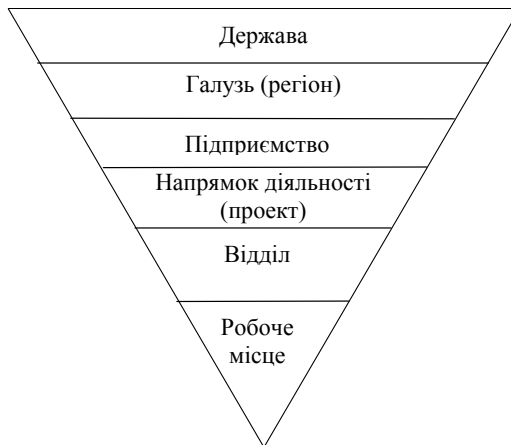 Держава
Галузь (регіон)
Підприємство
Напрямок діяльності
(проект)
Відділ
Робоче
місце